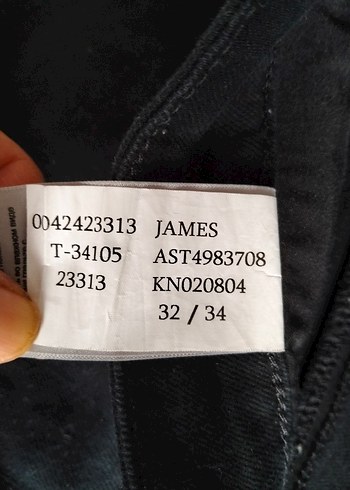 0042423313 JAMES
T-34105 AST4983708
23313 KN020804
32 / 34